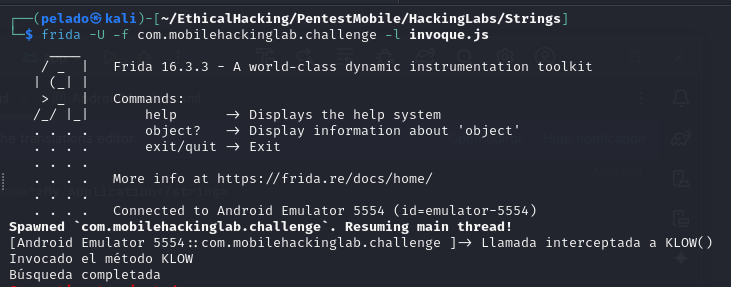 ┌──(pelado㉿kali)-[~/EthicalHacking/PentestMobile/HackingLabs/Strings]
└─$ frida -U -f com.mobilehackinglab.challenge -l invoque.js
     ____
    / _  |   Frida 16.3.3 - A world-class dynamic instrumentation toolkit
   | (_| |
    > _  |   Commands:
   /_/ |_|       help      -> Displays the help system
   . . . .       object?   -> Display information about 'object'
   . . . .       exit/quit -> Exit
   . . . .
   . . . .   More info at https://frida.re/docs/home/
   . . . .
   . . . .   Connected to Android Emulator 5554 (id=emulator-5554)
Spawned `com.mobilehackinglab.challenge`. Resuming main thread!
[Android Emulator 5554::com.mobilehackinglab.challenge ]-> Llamada interceptada a KLOW()
Invocado el método KLOW
Búsqueda completada